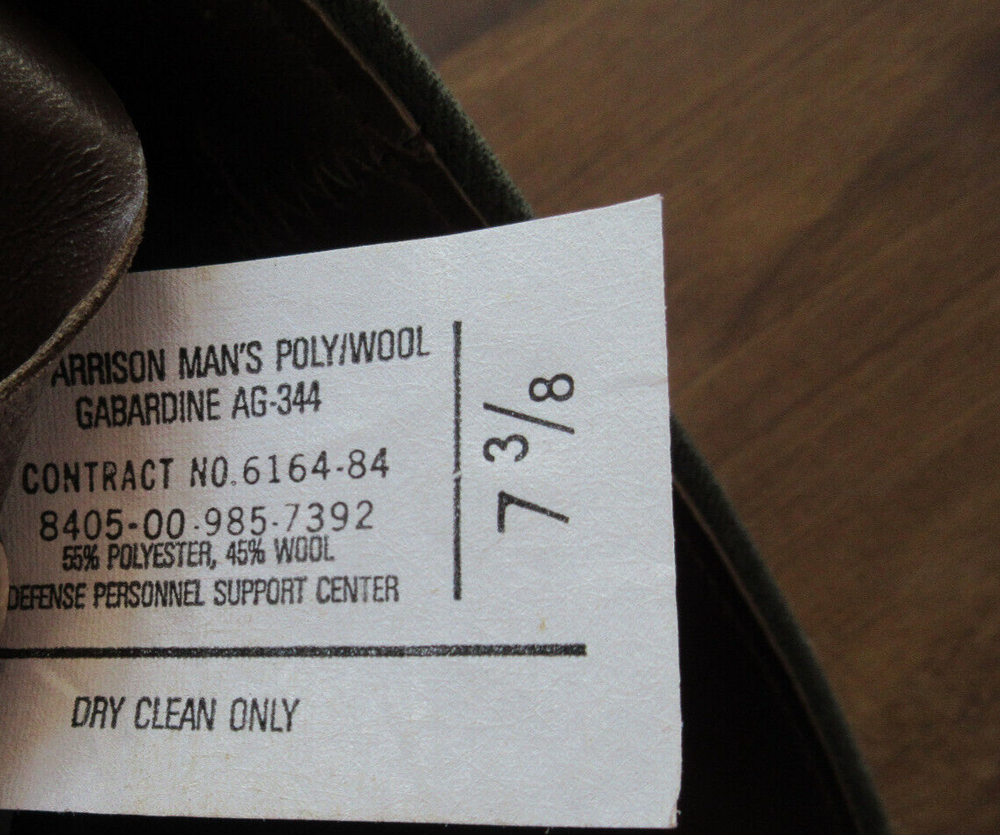 ARRISON MAN'S POLY/WOOL
GABARDINE AG-344
CONTRACT NO.6164-84
8405-00-985-7392
55% POLYESTER, 45% WOOL
DEFENSE PERSONNEL SUPPORT CENTER
7 3/8
DRY CLEAN ONLY